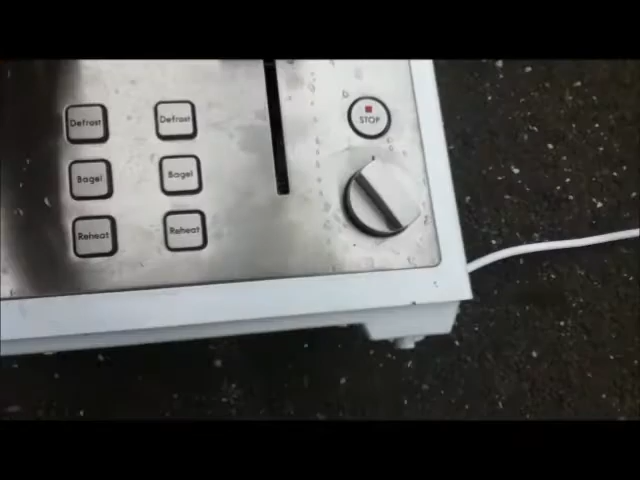 Defrost
Defrost
STOP
Bagel
Bagel
Reheat
Reheat